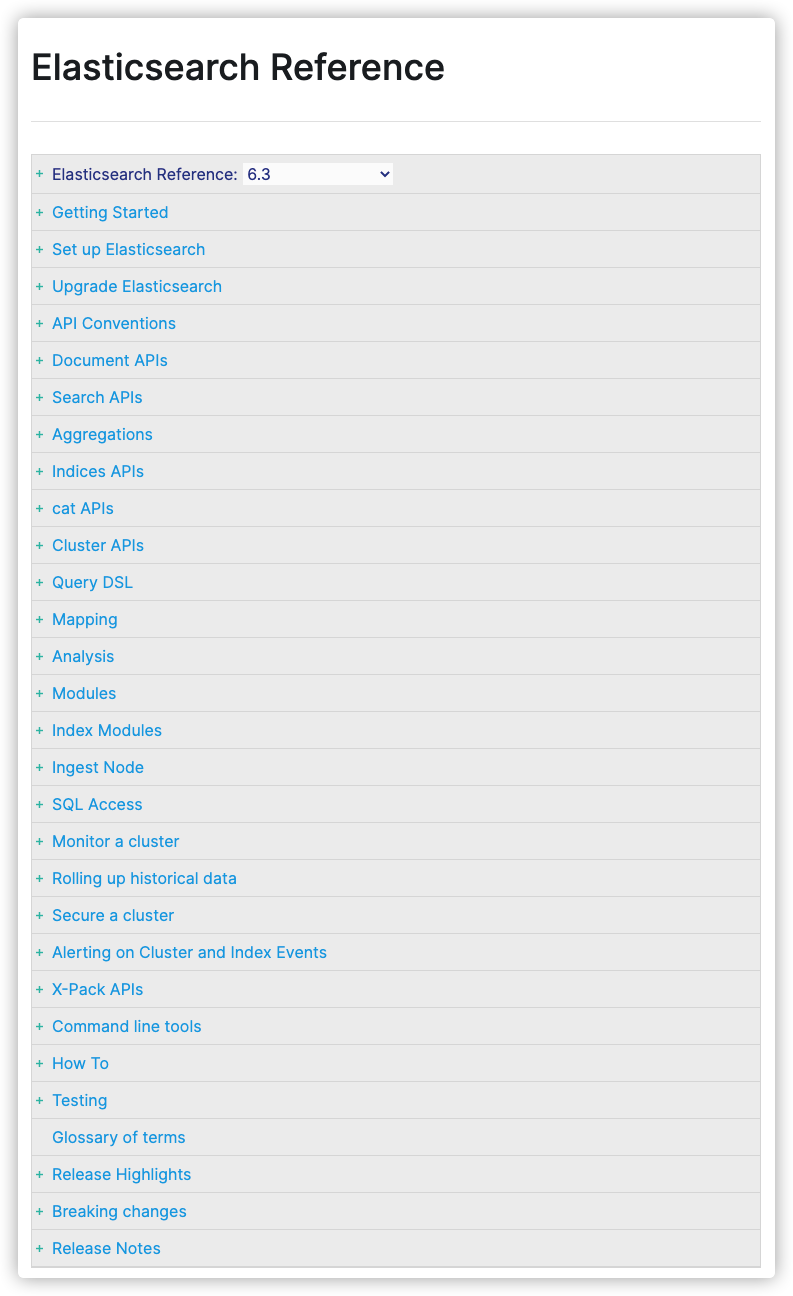 Elasticsearch Reference
+ Elasticsearch Reference: 6.3
+ Getting Started
+ Set up Elasticsearch
+ Upgrade Elasticsearch
+ API Conventions
+ Document APIs
+ Search APIs
+ Aggregations
+ Indices APIs
+ cat APIs
+ Cluster APIs
+ Query DSL
+ Mapping
+ Analysis
+ Modules
+ Index Modules
+ Ingest Node
+ SQL Access
+ Monitor a cluster
+ Rolling up historical data
+ Secure a cluster
+ Alerting on Cluster and Index Events
+ X-Pack APIs
+ Command line tools
+ How To
+ Testing
Glossary of terms
+ Release Highlights
+ Breaking changes
+ Release Notes